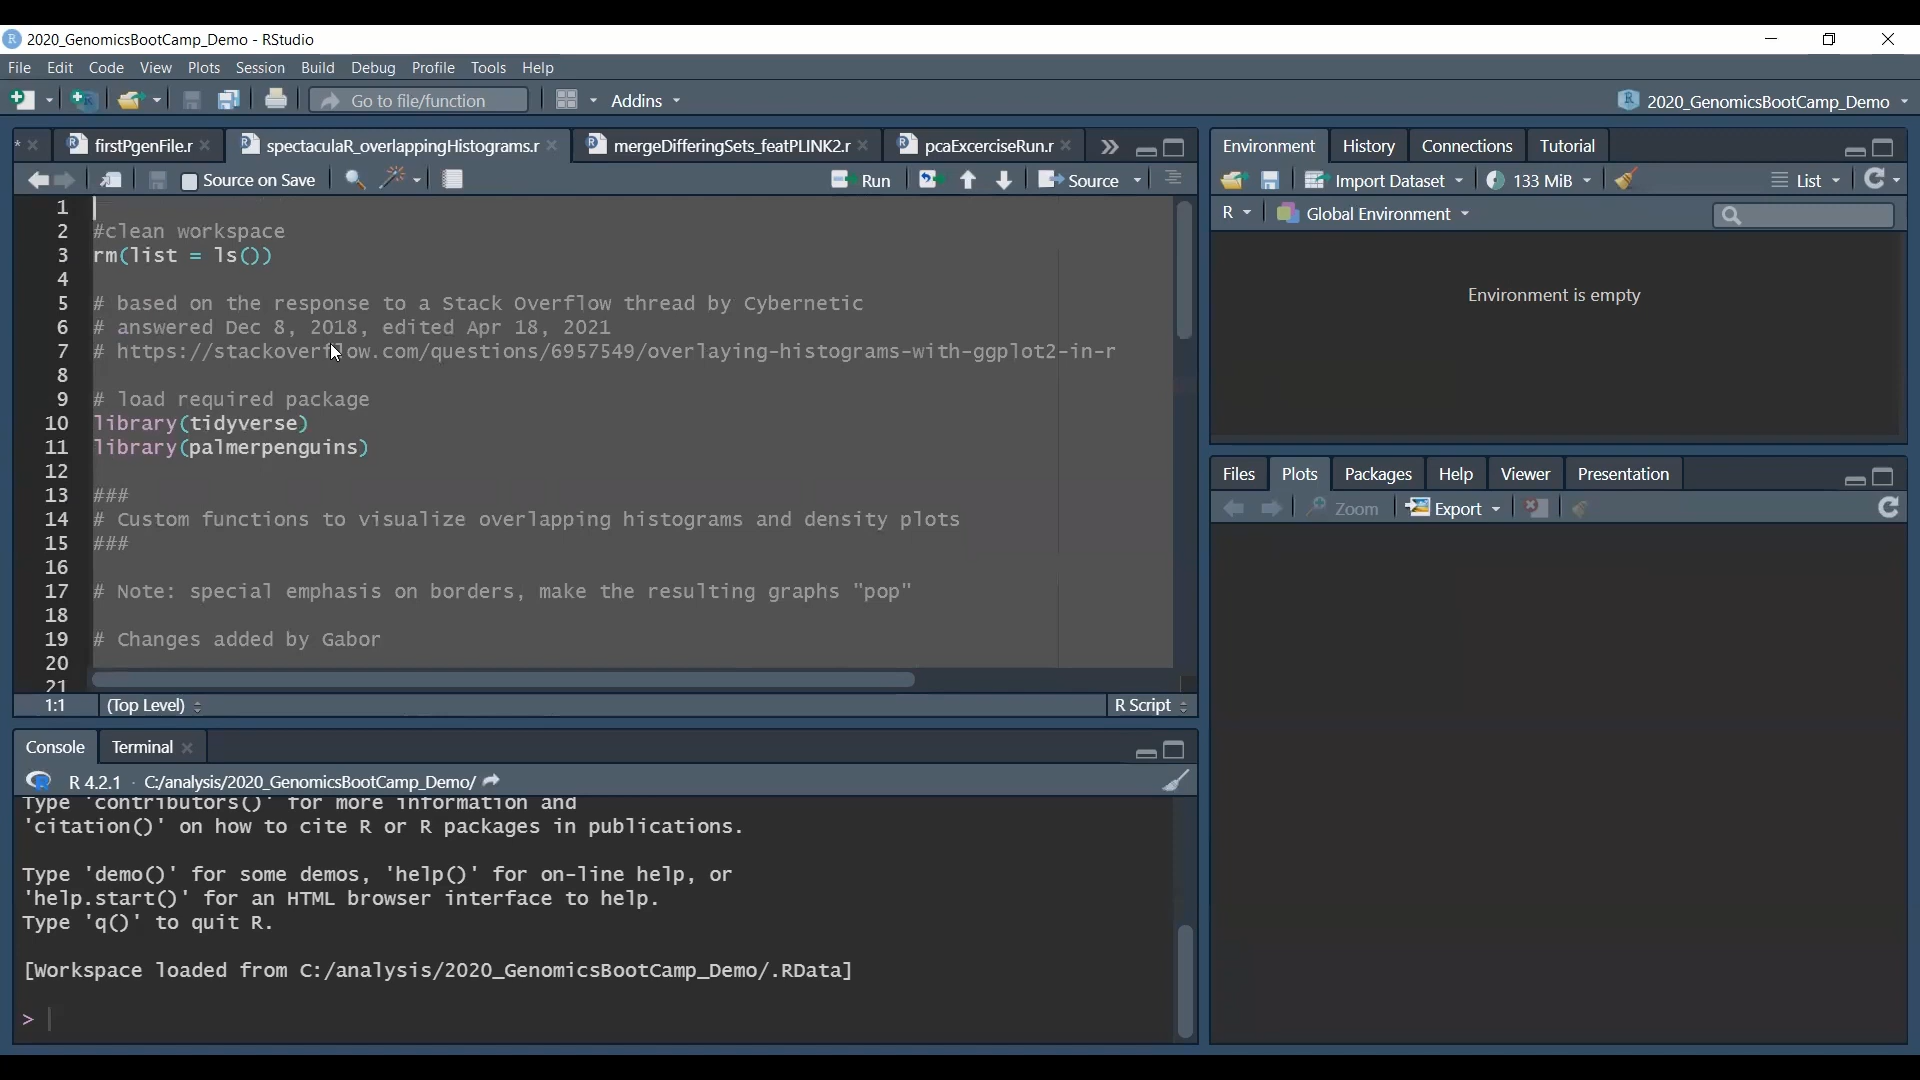 2020_GenomicsBootCamp_Demo - RStudio
File Edit Code View Plots Session Build Debug Profile Tools Help
Go to file/function Addins 2020_GenomicsBootCamp_Demo
* firstPgenFile.r spectaculaR_overlappingHistograms.r mergeDifferingSets_featPLINK2.r pcaExcerciseRun.r
Source on Save Run Source
1
2 #clean workspace
3 rm(list = ls())
4
5 # based on the response to a Stack Overflow thread by Cybernetic
6 # answered Dec 8, 2018, edited Apr 18, 2021
7 # https://stackoverflow.com/questions/6957549/overlaying-histograms-with-ggplot2-in-r
8
9 # load required package
10 library(tidyverse)
11 library(palmerpenguins)
12
13 ###
14 # Custom functions to visualize overlapping histograms and density plots
15 ###
16
17 # Note: special emphasis on borders, make the resulting graphs "pop"
18
19 # Changes added by Gabor
20
21
1:1 (Top Level) R Script
Console Terminal
R 4.2.1 · C:/analysis/2020_GenomicsBootCamp_Demo/
Type 'contributors()' for more information and
'citation()' on how to cite R or R packages in publications.
Type 'demo()' for some demos, 'help()' for on-line help, or
'help.start()' for an HTML browser interface to help.
Type 'q()' to quit R.
[Workspace loaded from C:/analysis/2020_GenomicsBootCamp_Demo/.RData]
>
Environment History Connections Tutorial
Import Dataset 133 MiB List
R Global Environment
Environment is empty
Files Plots Packages Help Viewer Presentation
Zoom Export